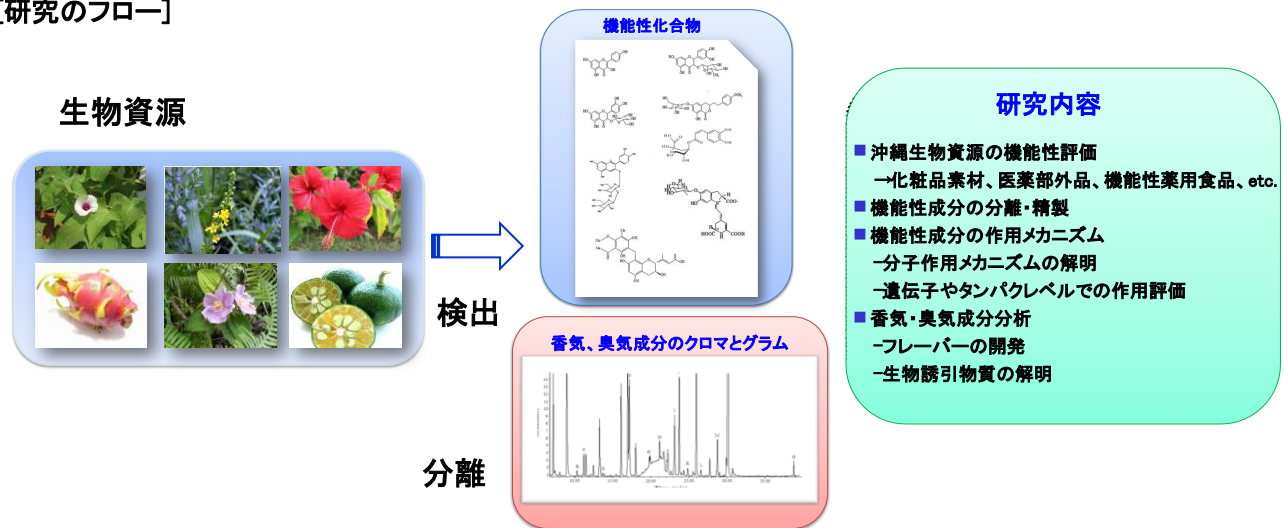 [研究のフロー]
生物資源
検出
分離
機能性化合物
香気、臭気成分のクロマとグラム
研究内容
■ 沖縄生物資源の機能性評価
→化粧品素材、医薬部外品、機能性薬用食品、etc.
■ 機能性成分の分離・精製
■ 機能性成分の作用メカニズム
-分子作用メカニズムの解明
-遺伝子やタンパクレベルでの作用評価
■ 香気・臭気成分分析
-フレーバーの開発
-生物誘引物質の解明